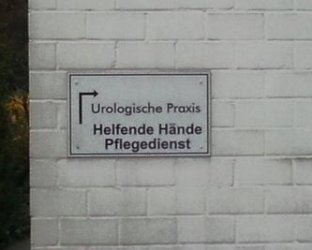 Urologische Praxis
Helfende Hände
Pflegedienst